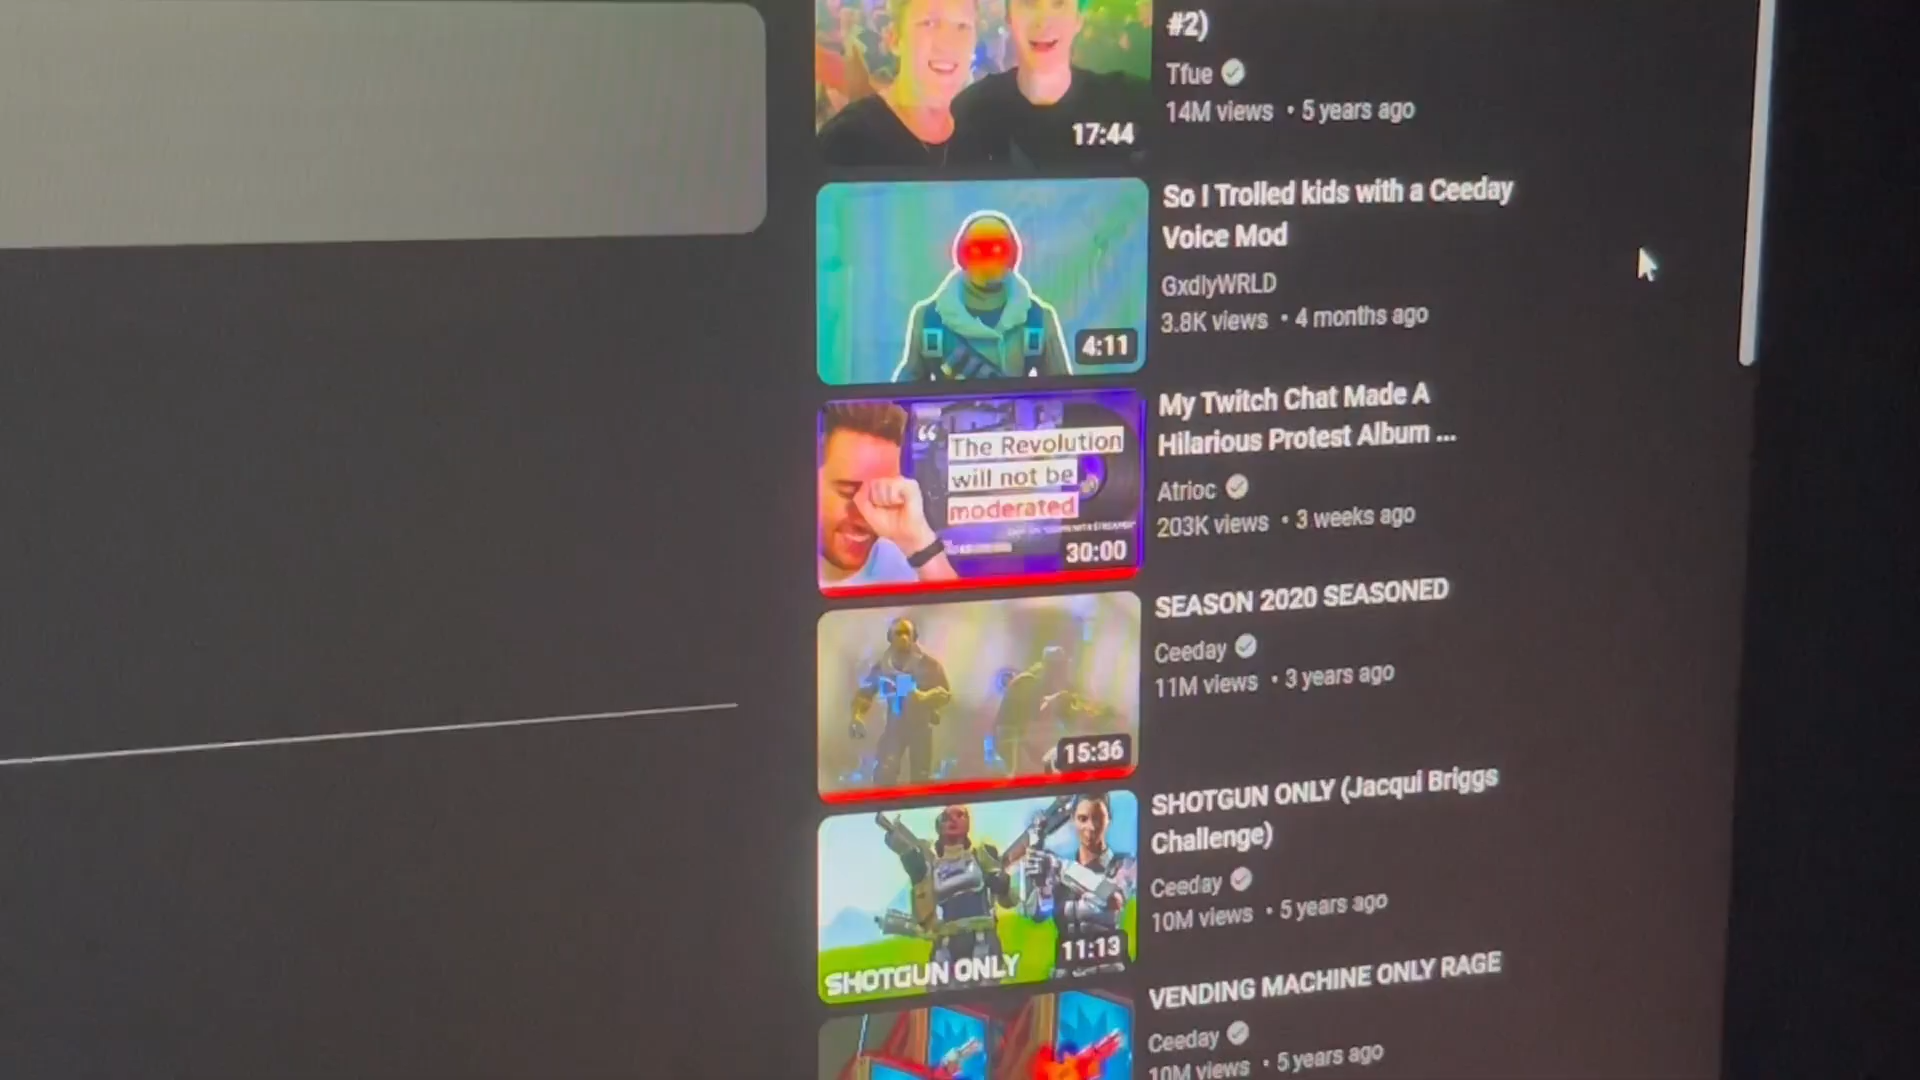 #2)
Tfue
14M views • 5 years ago
17:44
So I Trolled kids with a Ceeday
Voice Mod
GxdlyWRLD
3.8K views • 4 months ago
4:11
My Twitch Chat Made A
Hilarious Protest Album ...
Atrioc
203K views • 3 weeks ago
“ The Revolution
will not be
moderated
30:00
SEASON 2020 SEASONED
Ceeday
11M views • 3 years ago
15:36
SHOTGUN ONLY (Jacqui Briggs
Challenge)
Ceeday
10M views • 5 years ago
11:13
SHOTGUN ONLY
VENDING MACHINE ONLY RAGE
Ceeday
10M views • 5 years ago